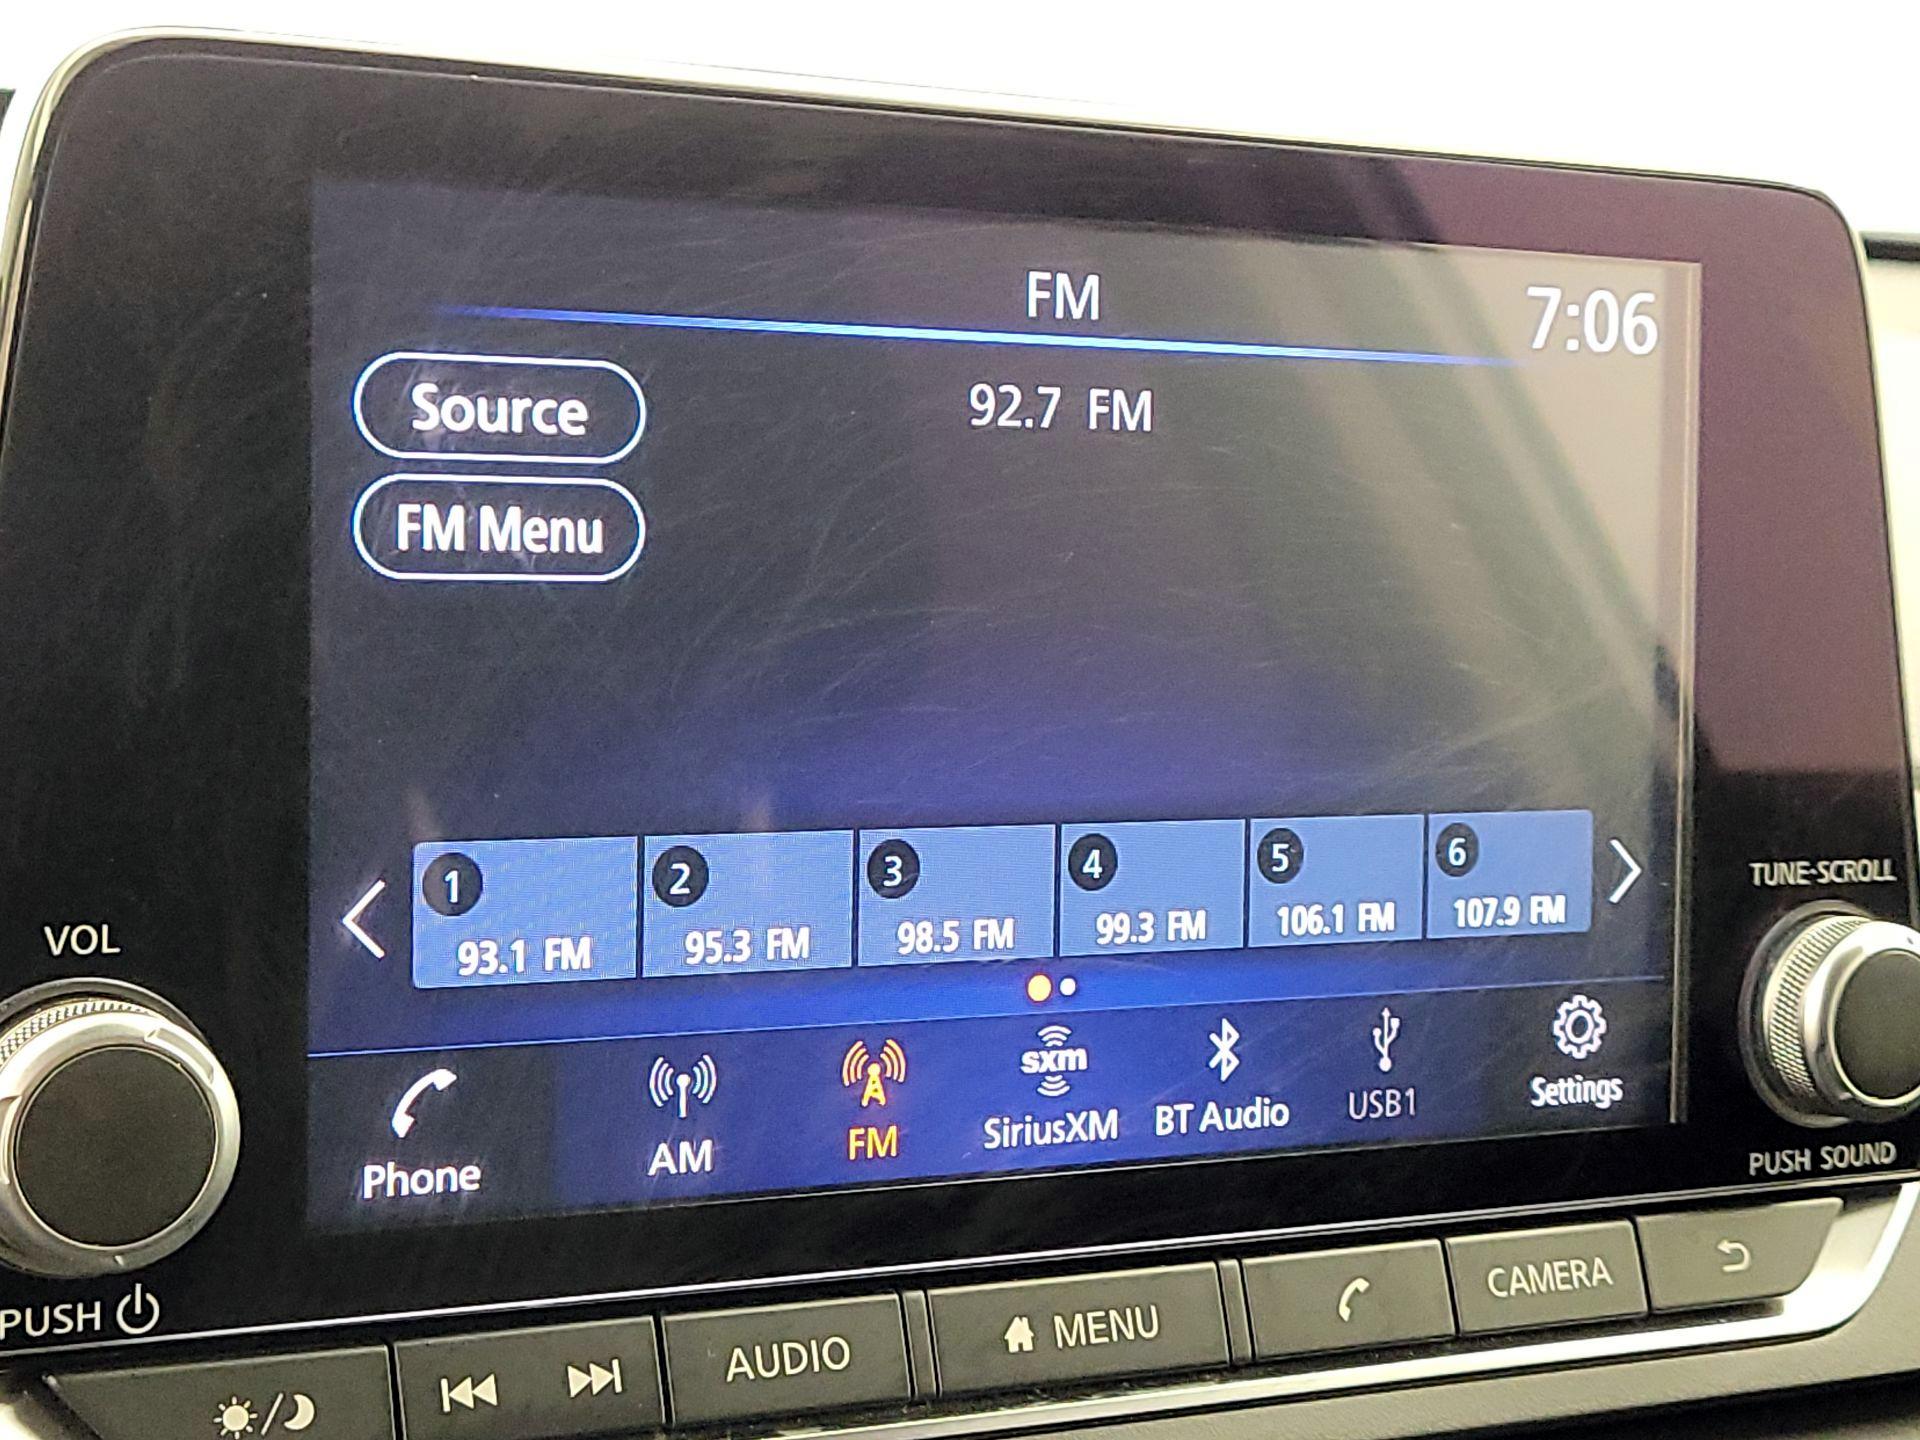 FM
7:06
Source
92.7 FM
FM Menu
1
2
3
4
5
6
93.1 FM
95.3 FM
98.5 FM
99.3 FM
106.1 FM
107.9 FM
TUNE·SCROLL
VOL
sxm
Phone
AM
FM
SiriusXM
BT Audio
USB1
Settings
PUSH SOUND
PUSH
AUDIO
MENU
CAMERA